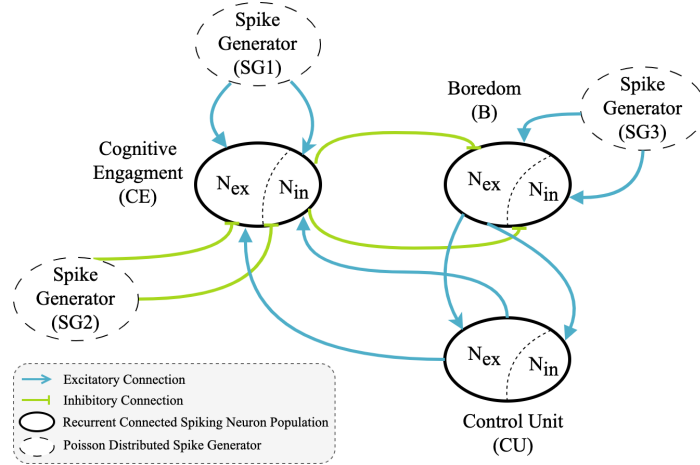 Spike
Generator
(SG1)
Boredom
(B)
Spike
Generator
(SG3)
Cognitive
Engagment
(CE)
Nex
Nin
Nex
Nin
Spike
Generator
(SG2)
Nex
Nin
Control Unit
(CU)
Excitatory Connection
Inhibitory Connection
Recurrent Connected Spiking Neuron Population
Poisson Distributed Spike Generator